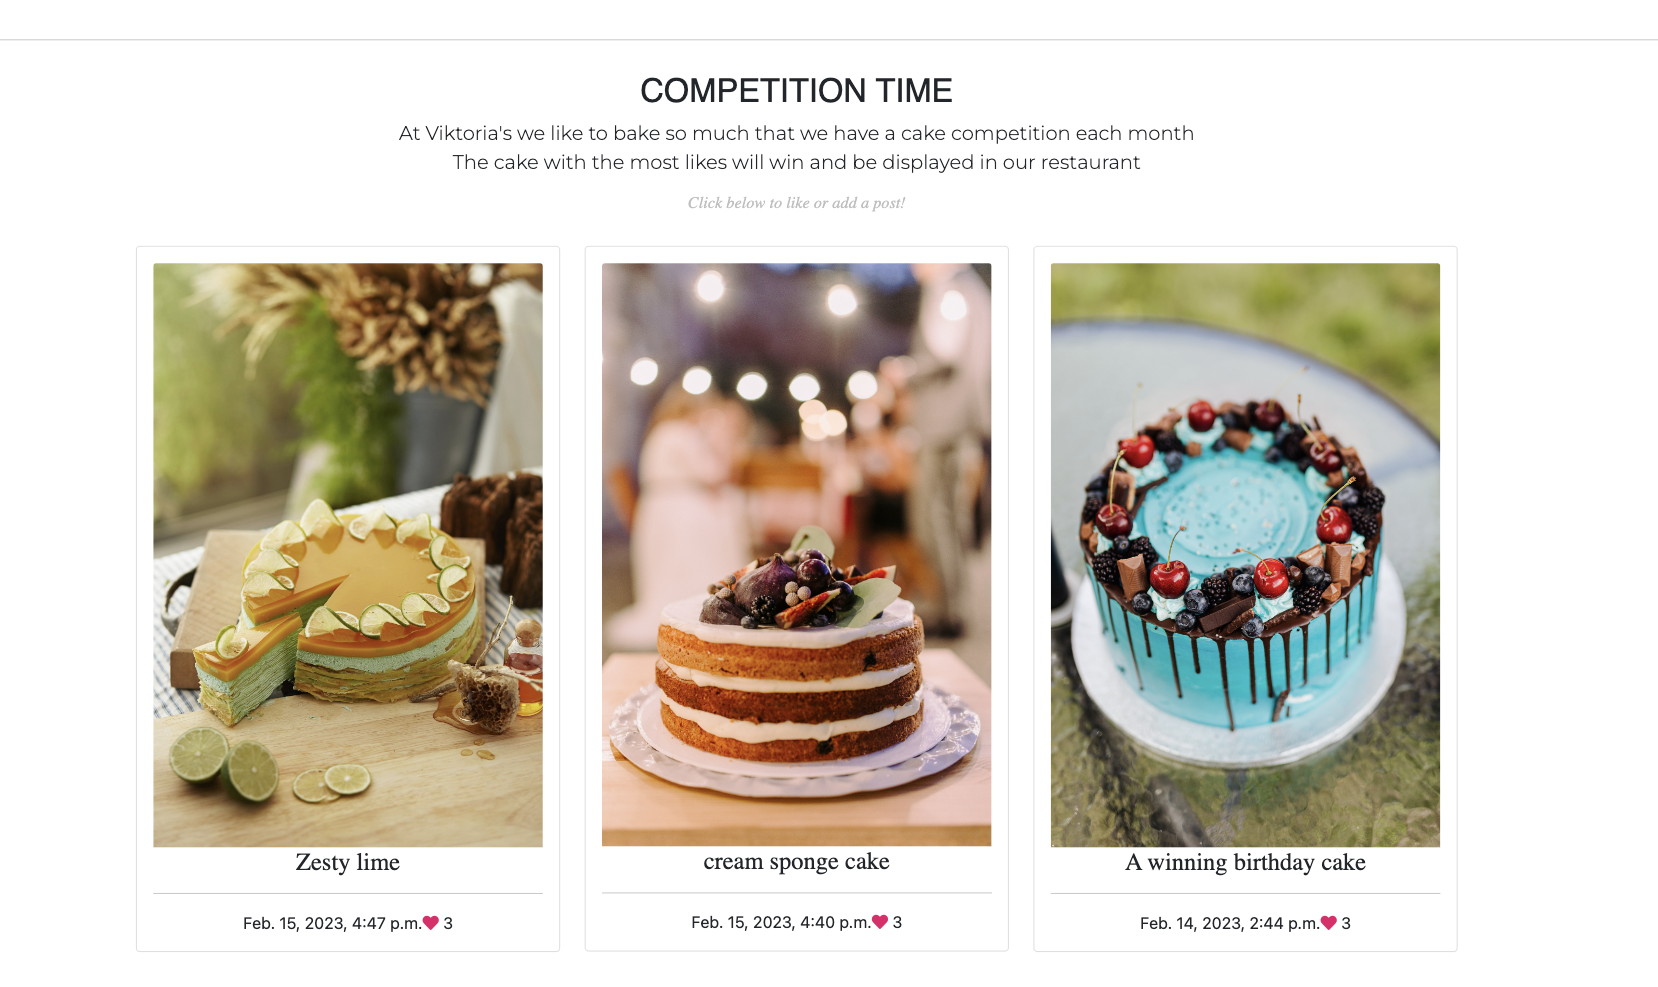 COMPETITION TIME
At Viktoria's we like to bake so much that we have a cake competition each month
The cake with the most likes will win and be displayed in our restaurant
Click below to like or add a post!
Zesty lime
Feb. 15, 2023, 4:47 p.m. 3
cream sponge cake
Feb. 15, 2023, 4:40 p.m. 3
A winning birthday cake
Feb. 14, 2023, 2:44 p.m. 3